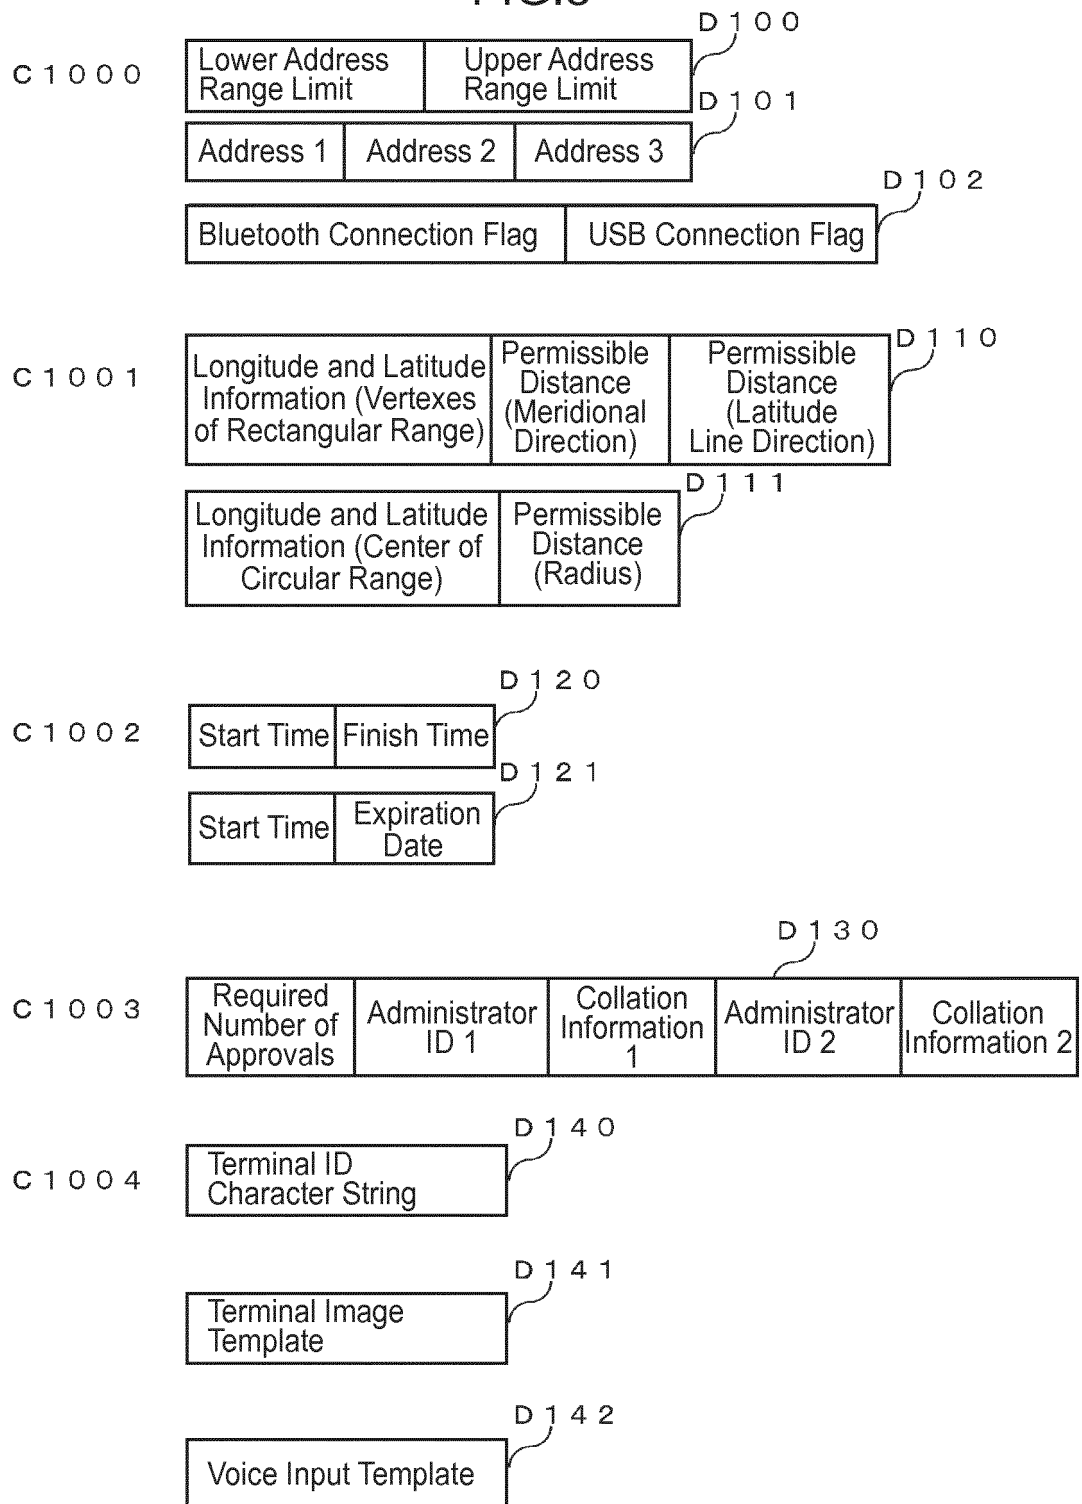 D100
C1000
Lower Address
Range Limit
Upper Address
Range Limit
D101
Address 1
Address 2
Address 3
D102
Bluetooth Connection Flag
USB Connection Flag
D110
C1001
Longitude and Latitude
Information (Vertexes
of Rectangular Range)
Permissible
Distance
(Meridional
Direction)
Permissible
Distance
(Latitude
Line Direction)
D111
Longitude and Latitude
Information (Center of
Circular Range)
Permissible
Distance
(Radius)
D120
C1002
Start Time
Finish Time
D121
Start Time
Expiration
Date
D130
C1003
Required
Number of
Approvals
Administrator
ID 1
Collation
Information
1
Administrator
ID 2
Collation
Information 2
D140
C1004
Terminal ID
Character String
D141
Terminal Image
Template
D142
Voice Input Template